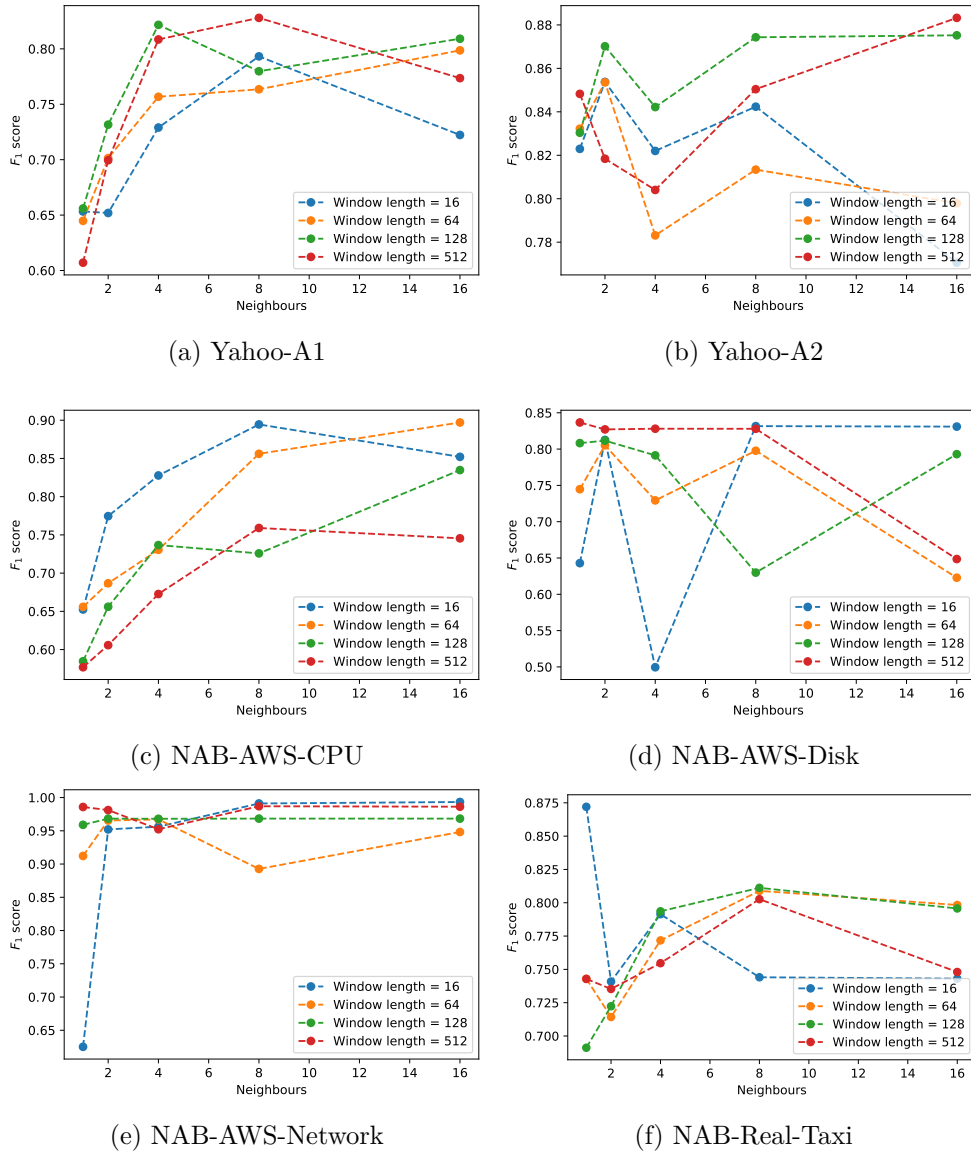 0.80
0.75
0.70
0.65
0.60
F1 score
2 4 6 8 10 12 14 16
Neighbours
Window length = 16
Window length = 64
Window length = 128
Window length = 512
(a) Yahoo-A1
0.88
0.86
0.84
0.82
0.80
0.78
F1 score
2 4 6 8 10 12 14 16
Neighbours
Window length = 16
Window length = 64
Window length = 128
Window length = 512
(b) Yahoo-A2
0.90
0.85
0.80
0.75
0.70
0.65
0.60
F1 score
2 4 6 8 10 12 14 16
Neighbours
Window length = 16
Window length = 64
Window length = 128
Window length = 512
(c) NAB-AWS-CPU
0.85
0.80
0.75
0.70
0.65
0.60
0.55
0.50
F1 score
2 4 6 8 10 12 14 16
Neighbours
Window length = 16
Window length = 64
Window length = 128
Window length = 512
(d) NAB-AWS-Disk
1.00
0.95
0.90
0.85
0.80
0.75
0.70
0.65
F1 score
2 4 6 8 10 12 14 16
Neighbours
Window length = 16
Window length = 64
Window length = 128
Window length = 512
(e) NAB-AWS-Network
0.875
0.850
0.825
0.800
0.775
0.750
0.725
0.700
F1 score
2 4 6 8 10 12 14 16
Neighbours
Window length = 16
Window length = 64
Window length = 128
Window length = 512
(f) NAB-Real-Taxi